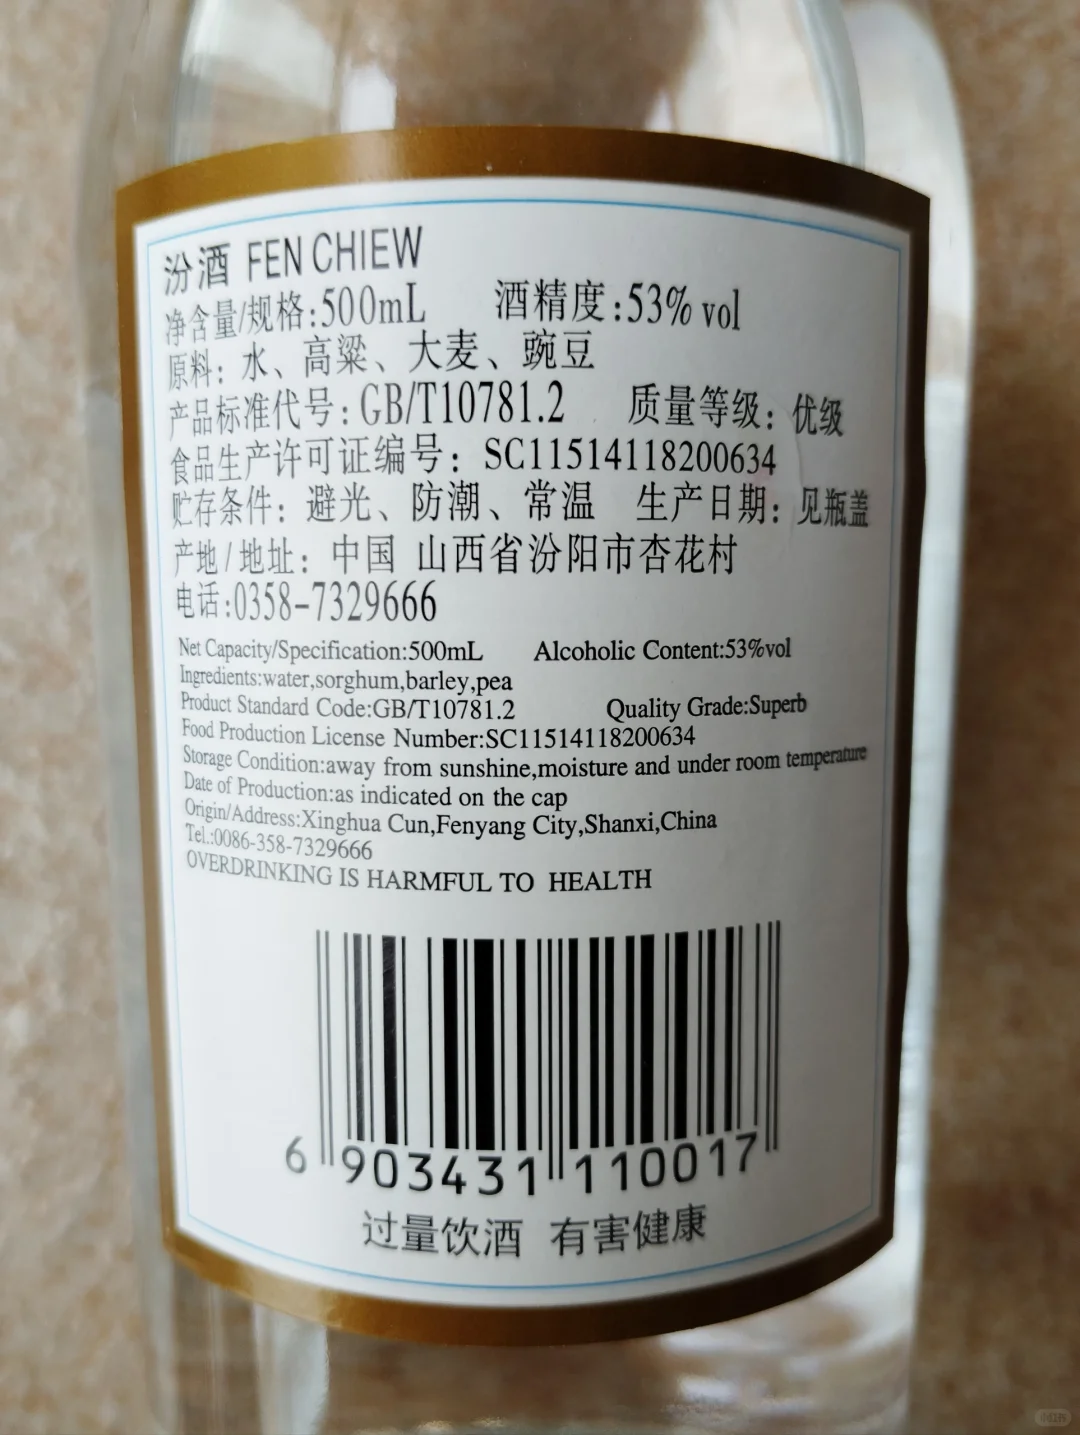 汾酒 FEN CHIEW
净含量/规格:500mL 酒精度:53% vol
原料: 水、高粱、大麦、豌豆
产品标准代号: GB/T10781.2 质量等级: 优级
食品生产许可证编号: SC11514118200634
贮存条件: 避光、防潮、常温 生产日期: 见瓶盖
产地/地址: 中国 山西省汾阳市杏花村
电话:0358-7329666
Net Capacity/Specification:500mL Alcoholic Content:53%vol
Ingredients:water,sorghum,barley,pea
Product Standard Code:GB/T10781.2 Quality Grade:Superb
Food Production License Number:SC11514118200634
Storage Condition:away from sunshine,moisture and under room temperature
Date of Production:as indicated on the cap
Origin/Address:Xinghua Cun,Fenyang City,Shanxi,China
Tel.:0086-358-7329666
OVERDRINKING IS HARMFUL TO HEALTH
6 903431 110017
过量饮酒 有害健康